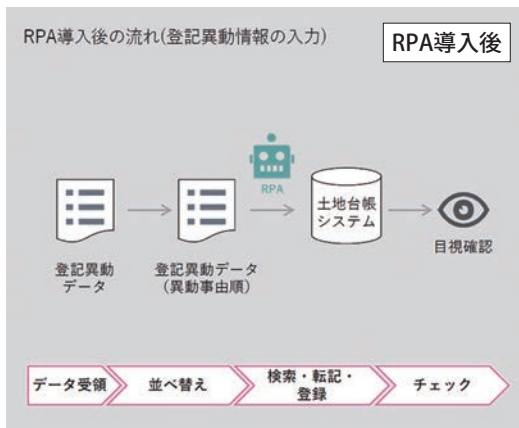 RPA導入後の流れ(登記異動情報の入力)
RPA導入後
RPA
土地台帳
システム
目視確認
登記異動
データ
登記異動データ
(異動事由順)
データ受領
並べ替え
検索・転記・
登録
チェック